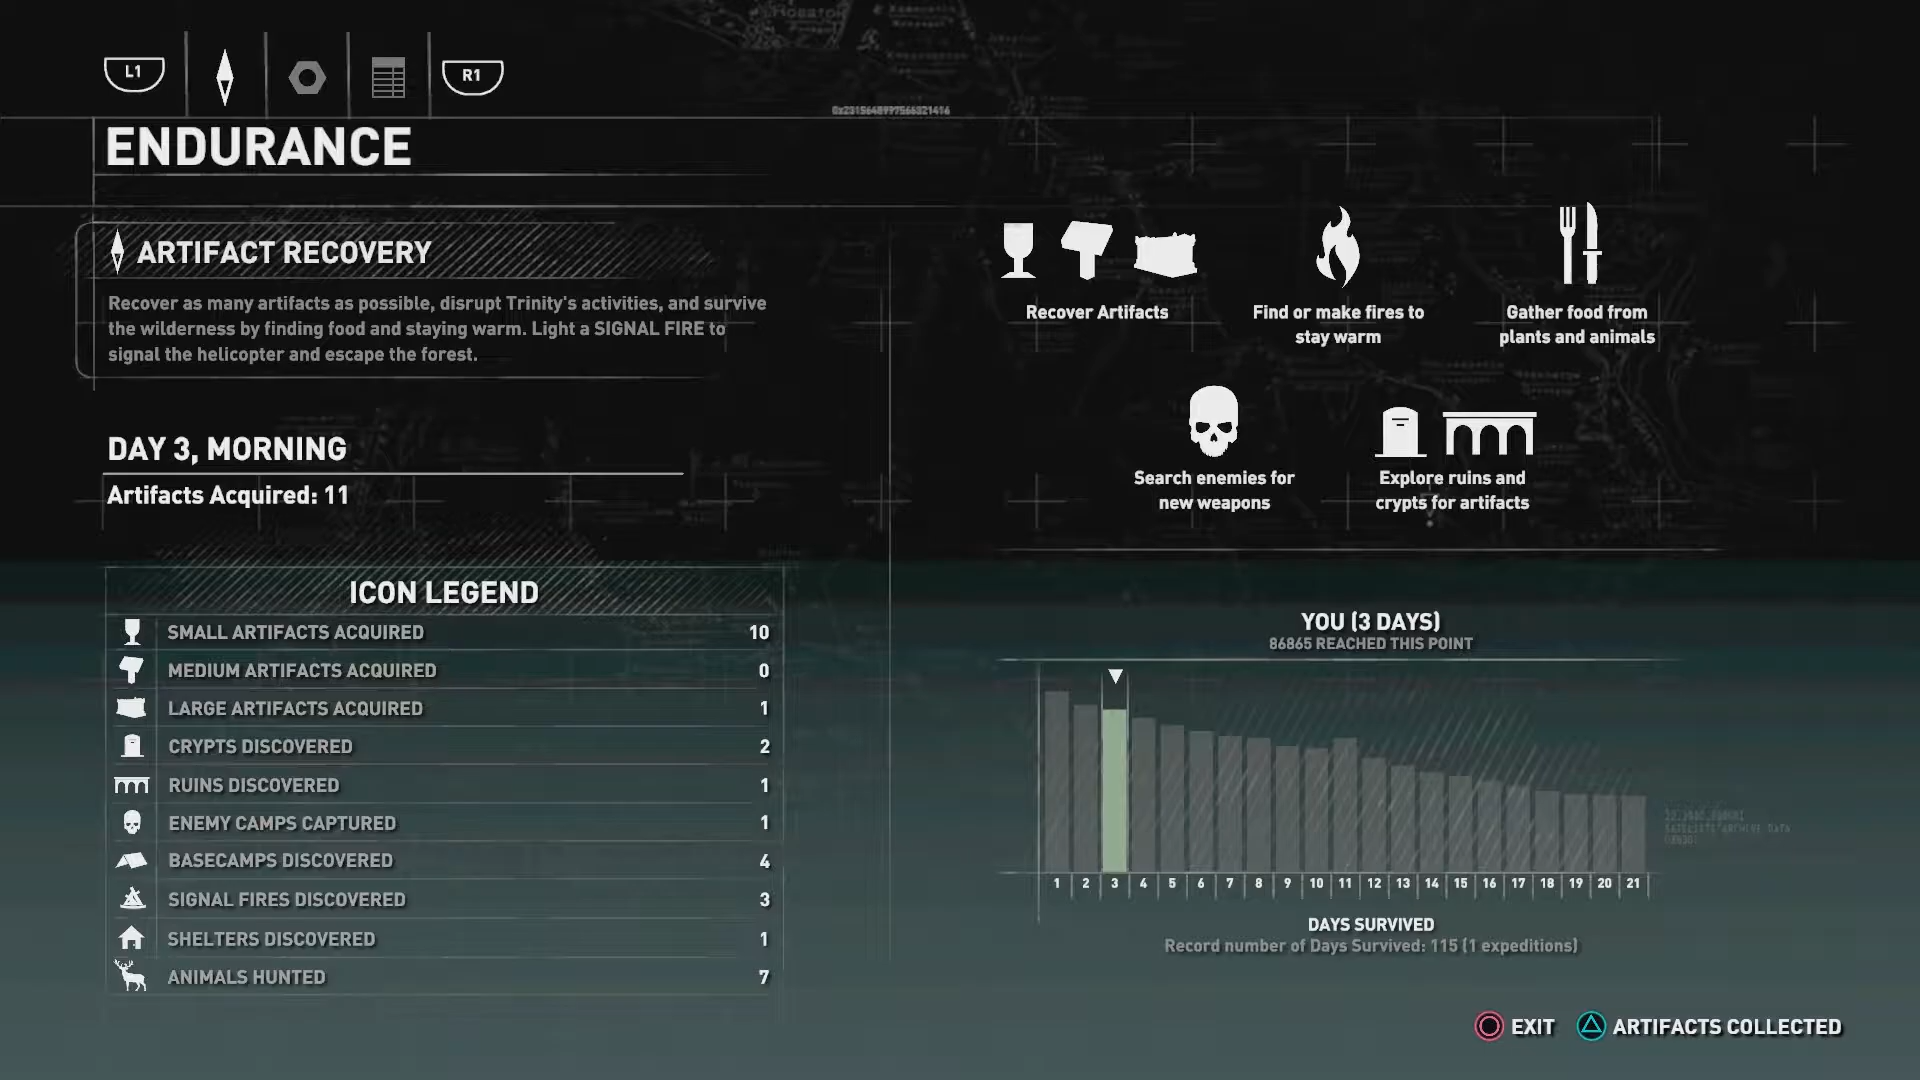 L1
R1
ENDURANCE
ARTIFACT RECOVERY
Recover as many artifacts as possible, disrupt Trinity's activities, and survive
the wilderness by finding food and staying warm. Light a SIGNAL FIRE to
signal the helicopter and escape the forest.
DAY 3, MORNING
Artifacts Acquired: 11
ICON LEGEND
SMALL ARTIFACTS ACQUIRED 10
MEDIUM ARTIFACTS ACQUIRED 0
LARGE ARTIFACTS ACQUIRED 1
CRYPTS DISCOVERED 2
RUINS DISCOVERED 1
ENEMY CAMPS CAPTURED 1
BASECAMPS DISCOVERED 4
SIGNAL FIRES DISCOVERED 3
SHELTERS DISCOVERED 1
ANIMALS HUNTED 7
Recover Artifacts
Find or make fires to
stay warm
Gather food from
plants and animals
Search enemies for
new weapons
Explore ruins and
crypts for artifacts
YOU (3 DAYS)
86865 REACHED THIS POINT
1 2 3 4 5 6 7 8 9 10 11 12 13 14 15 16 17 18 19 20 21
DAYS SURVIVED
Record number of Days Survived: 115 (1 expeditions)
EXIT
ARTIFACTS COLLECTED